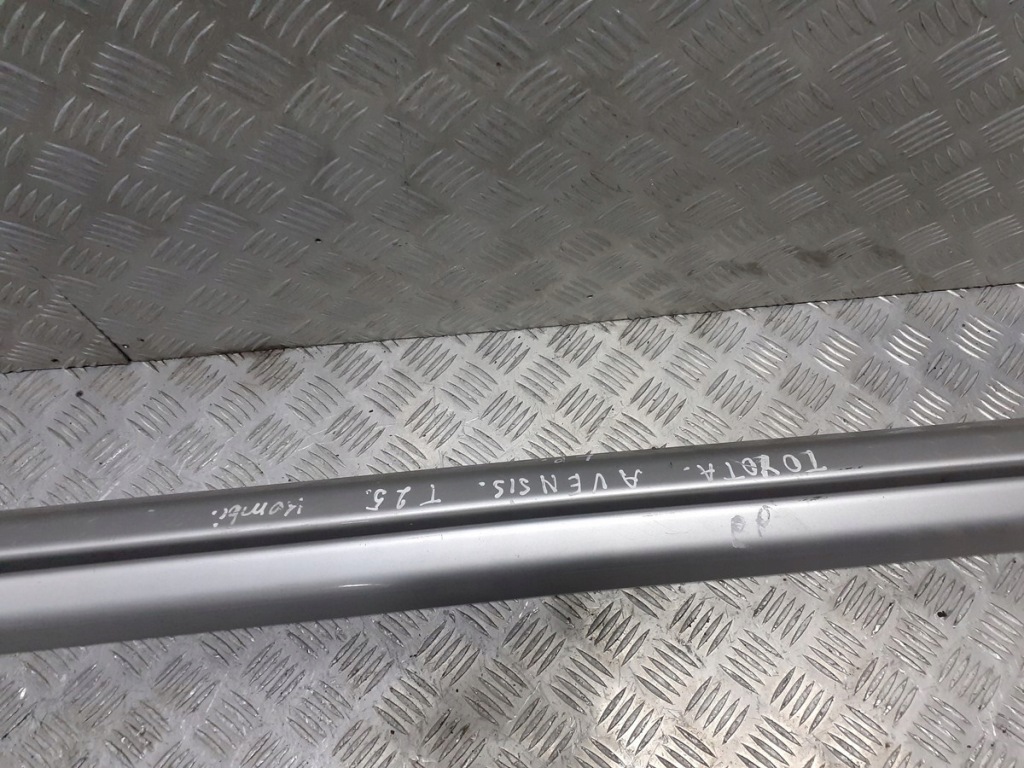 TOYOTA. AVENSIS. T25. Kombi.